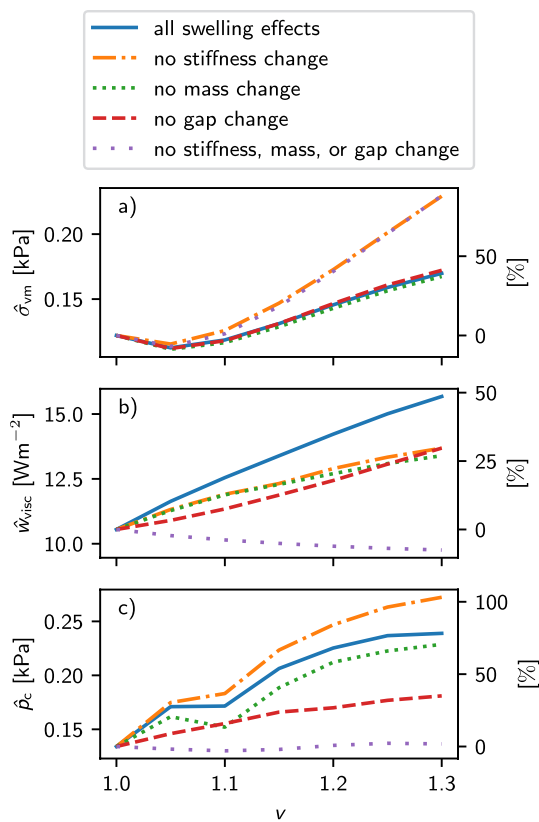 all swelling effects
no stiffness change
no mass change
no gap change
no stiffness, mass, or gap change
a)
0.20
0.15
σ̂vm [kPa]
50
0
[%]
b)
15.0
12.5
10.0
ŵvisc [Wm−2]
50
25
0
[%]
c)
0.25
0.20
0.15
p̂c [kPa]
100
50
0
[%]
1.0 1.1 1.2 1.3
v